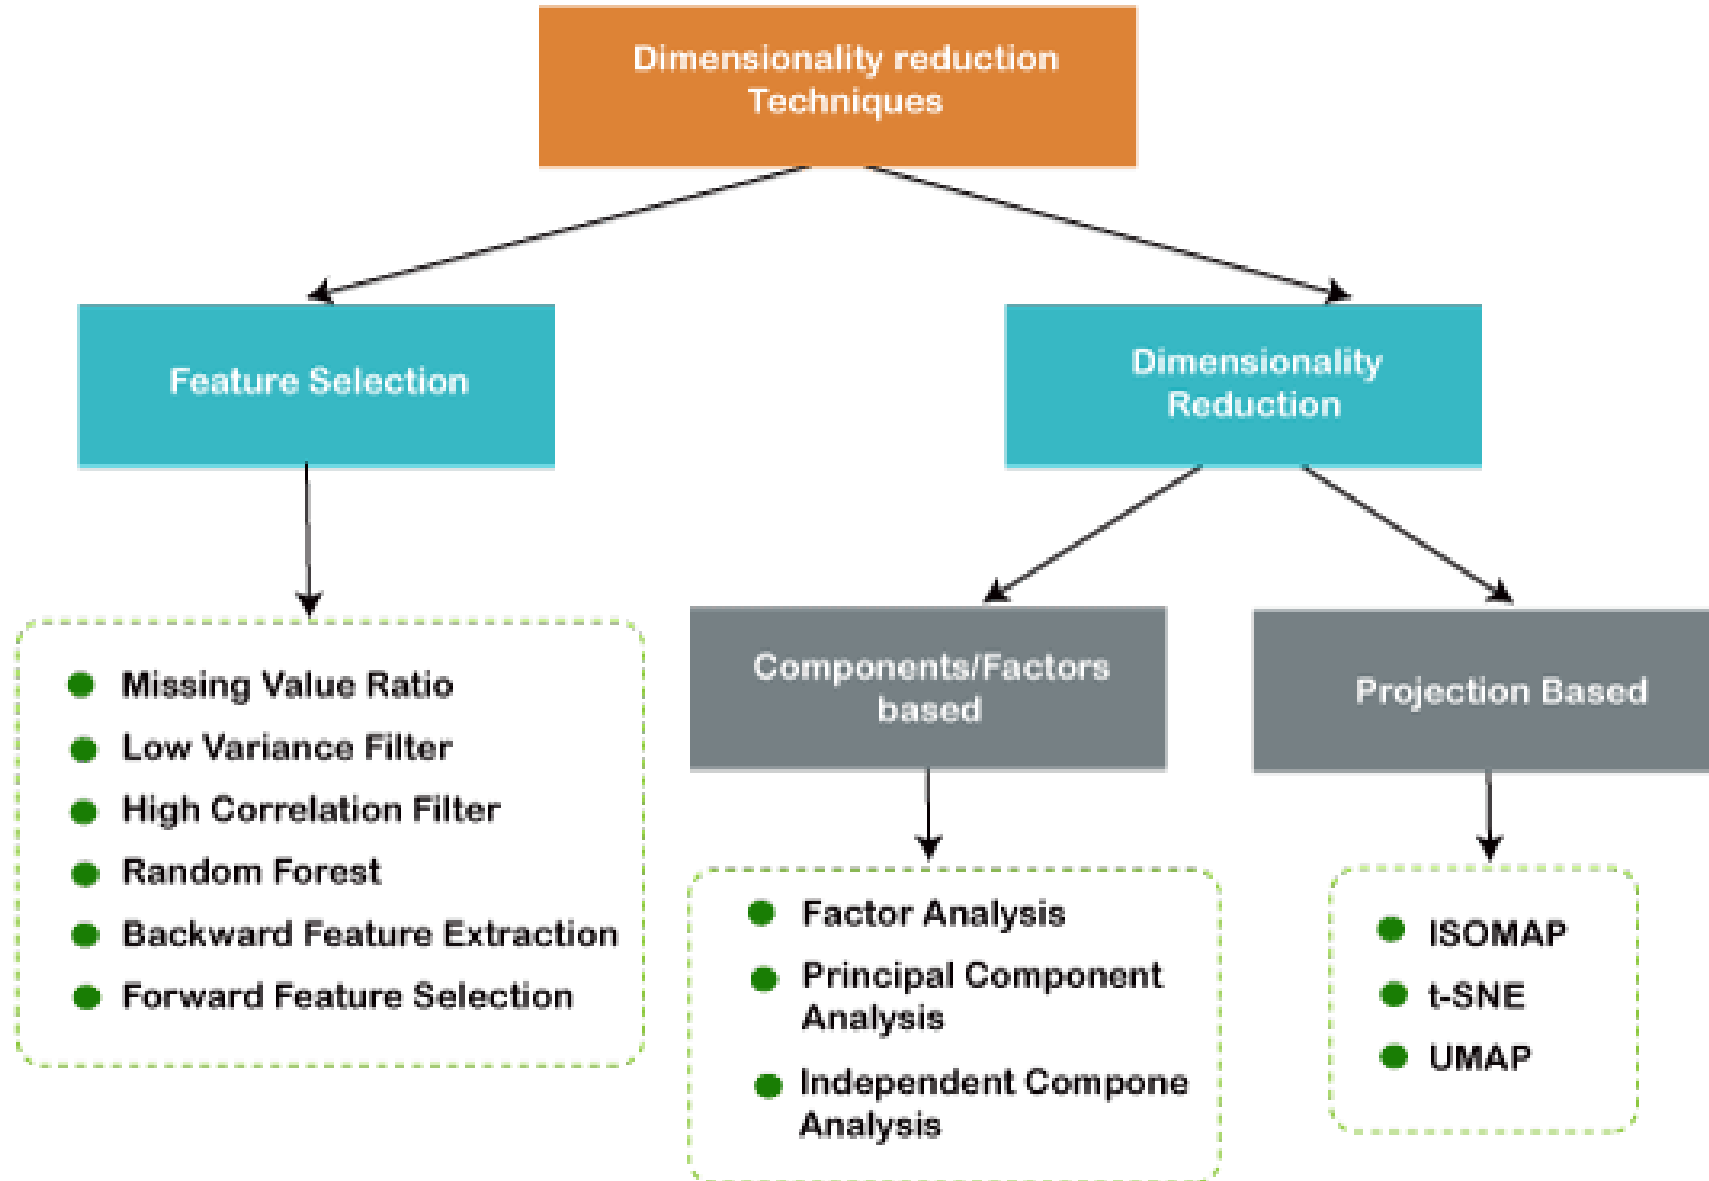 Dimensionality reduction
Techniques
Feature Selection
Dimensionality
Reduction
Missing Value Ratio
Low Variance Filter
High Correlation Filter
Random Forest
Backward Feature Extraction
Forward Feature Selection
Components/Factors
based
Factor Analysis
Principal Component
Analysis
Independent Compone
Analysis
Projection Based
ISOMAP
t-SNE
UMAP